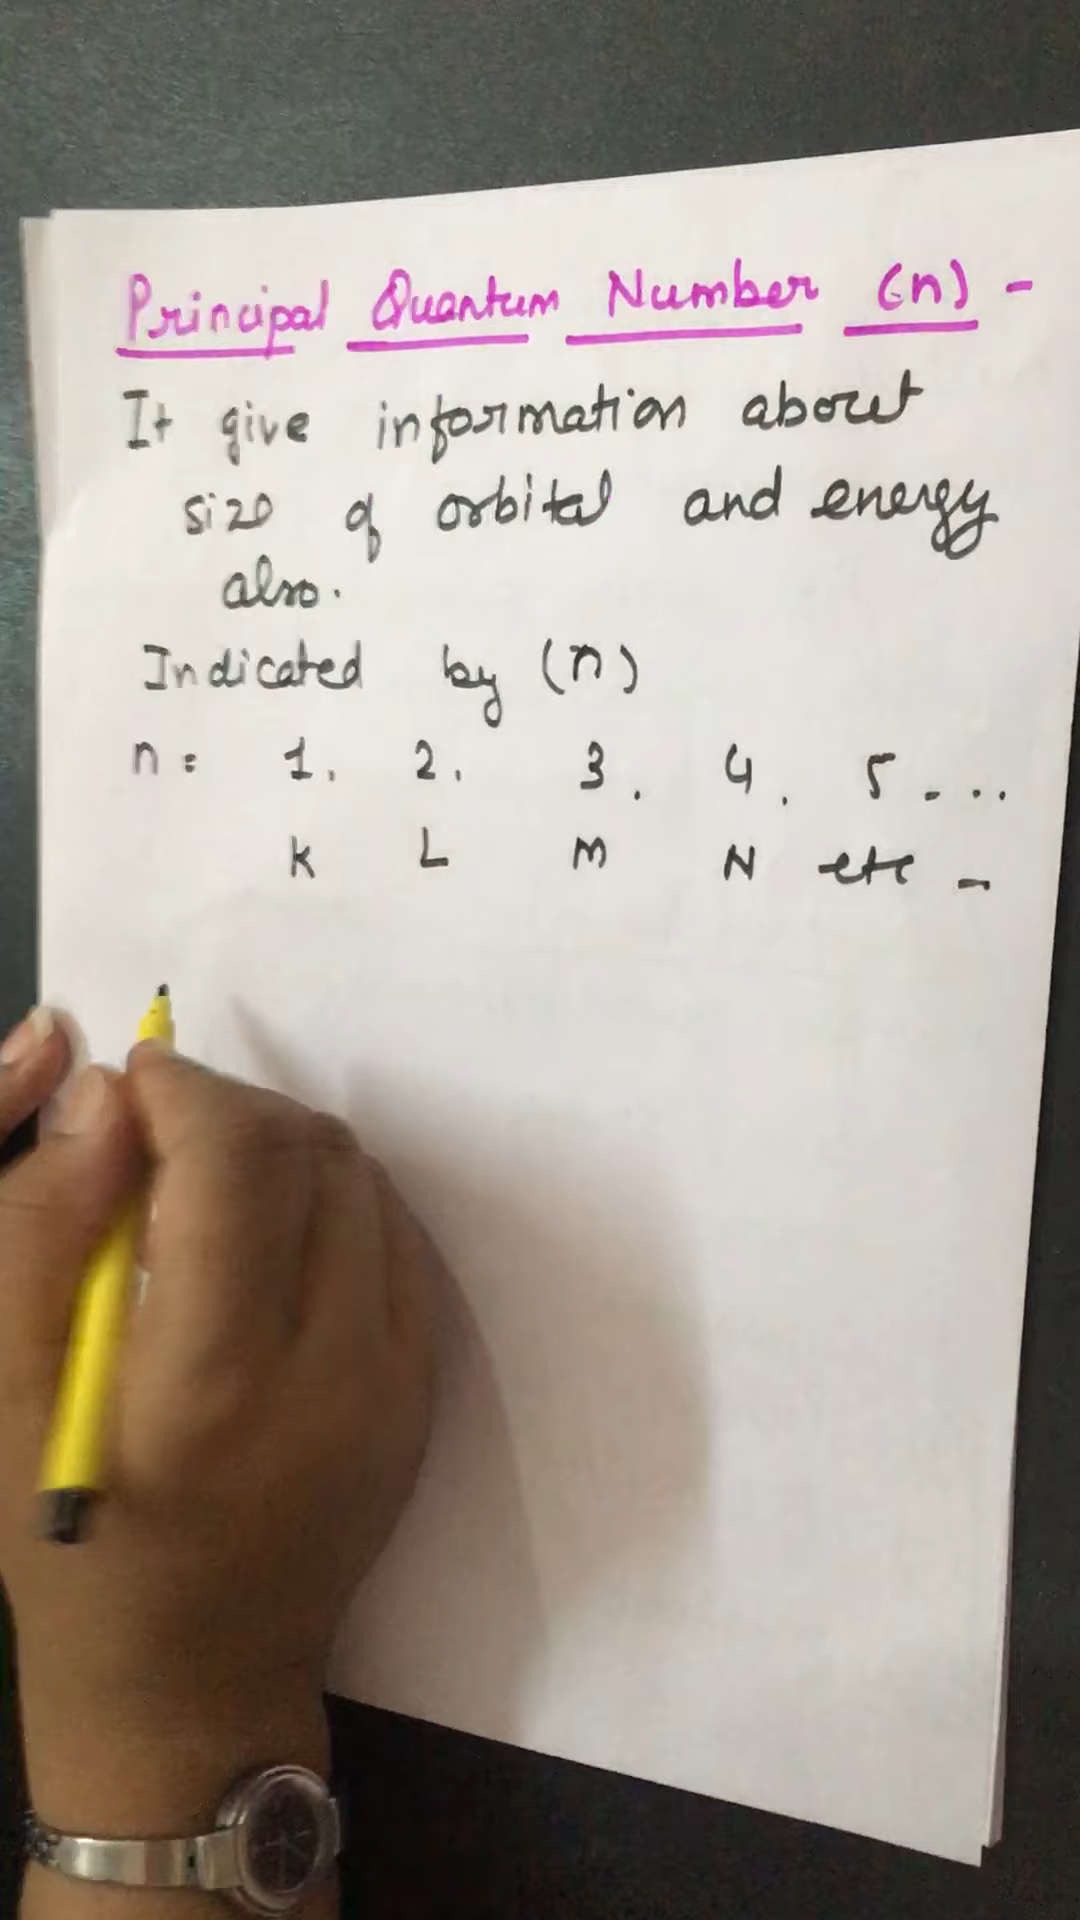 Principal Quantum Number (n) -
It give information about
size of orbital and energy
also.
Indicated by (n)
n = 1. 2. 3. 4. 5 - ...
K L M N etc -